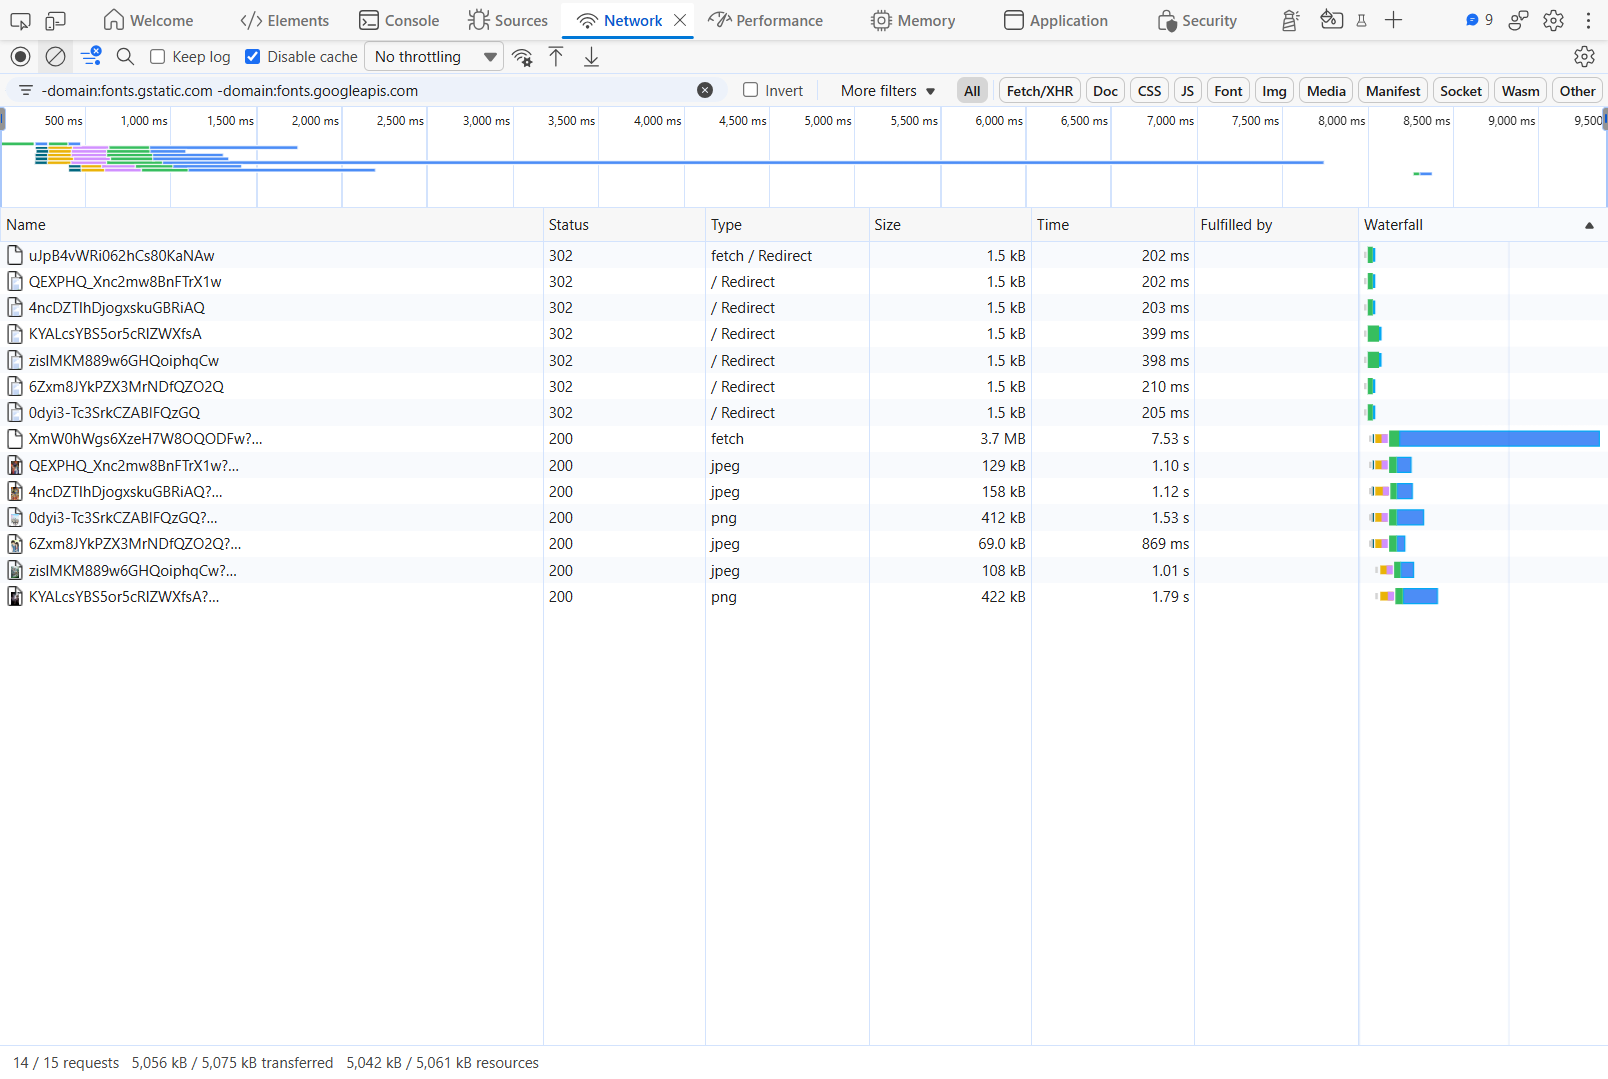 Welcome Elements Console Sources Network Performance Memory Application Security 9
Keep log Disable cache No throttling
-domain:fonts.gstatic.com -domain:fonts.googleapis.com Invert More filters All Fetch/XHR Doc CSS JS Font Img Media Manifest Socket Wasm Other
500 ms 1,000 ms 1,500 ms 2,000 ms 2,500 ms 3,000 ms 3,500 ms 4,000 ms 4,500 ms 5,000 ms 5,500 ms 6,000 ms 6,500 ms 7,000 ms 7,500 ms 8,000 ms 8,500 ms 9,000 ms 9,500
Name Status Type Size Time Fulfilled by Waterfall
uJpB4vWRi062hCs80KaNAw 302 fetch / Redirect 1.5 kB 202 ms
QEXPHQ_Xnc2mw8BnFTrX1w 302 / Redirect 1.5 kB 202 ms
4ncDZTIhDjogxskuGBRiAQ 302 / Redirect 1.5 kB 203 ms
KYALcsYBS5or5cRIZWXfsA 302 / Redirect 1.5 kB 399 ms
zisIMKM889w6GHQoiphqCw 302 / Redirect 1.5 kB 398 ms
6Zxm8JYkPZX3MrNDfQZO2Q 302 / Redirect 1.5 kB 210 ms
0dyi3-Tc3SrkCZABIFQzGQ 302 / Redirect 1.5 kB 205 ms
XmW0hWgs6XzeH7W8OQODFw?... 200 fetch 3.7 MB 7.53 s
QEXPHQ_Xnc2mw8BnFTrX1w?... 200 jpeg 129 kB 1.10 s
4ncDZTIhDjogxskuGBRiAQ?... 200 jpeg 158 kB 1.12 s
0dyi3-Tc3SrkCZABIFQzGQ?... 200 png 412 kB 1.53 s
6Zxm8JYkPZX3MrNDfQZO2Q?... 200 jpeg 69.0 kB 869 ms
zisIMKM889w6GHQoiphqCw?... 200 jpeg 108 kB 1.01 s
KYALcsYBS5or5cRIZWXfsA?... 200 png 422 kB 1.79 s
14 / 15 requests 5,056 kB / 5,075 kB transferred 5,042 kB / 5,061 kB resources